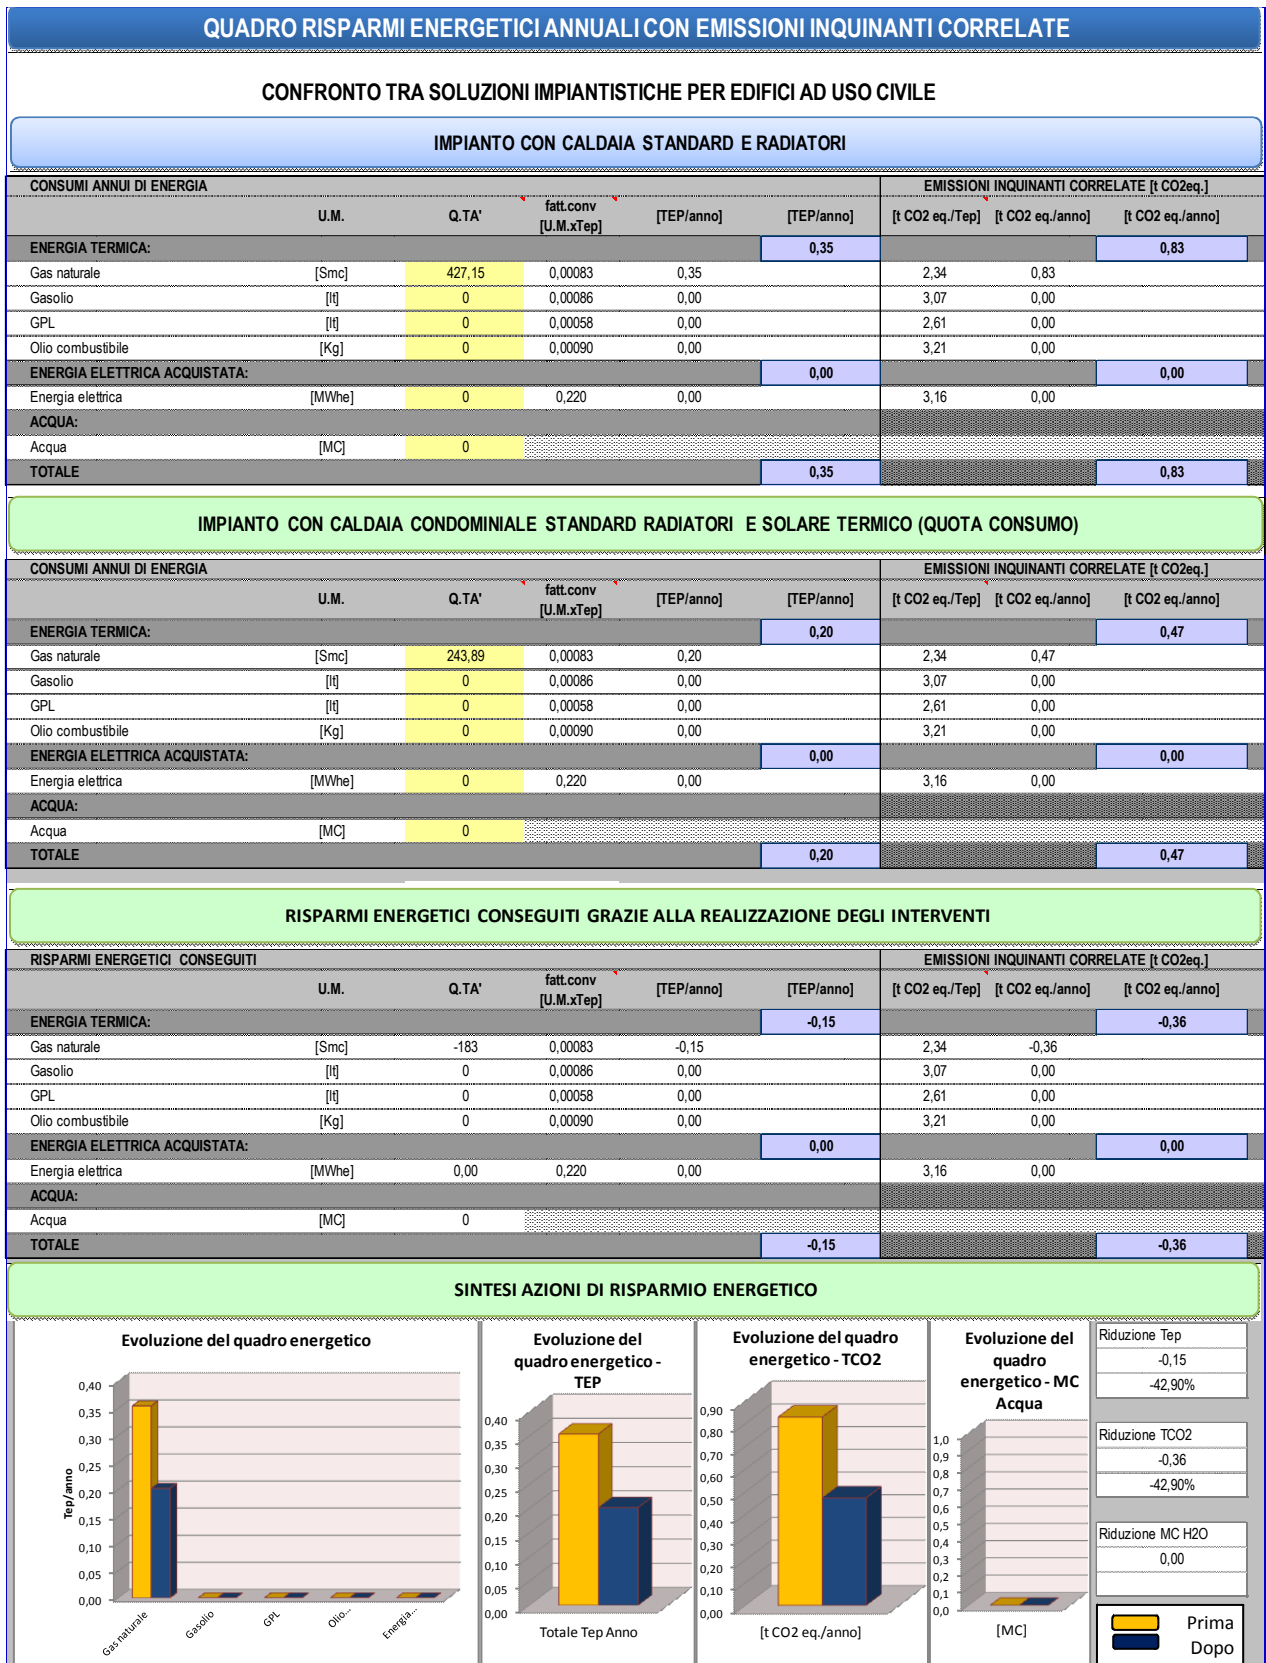 QUADRO RISPARMI ENERGETICI ANNUALI CON EMISSIONI INQUINANTI CORRELATE
CONFRONTO TRA SOLUZIONI IMPIANTISTICHE PER EDIFICI AD USO CIVILE
IMPIANTO CON CALDAIA STANDARD E RADIATORI
CONSUMI ANNUI DI ENERGIA EMISSIONI INQUINANTI CORRELATE [t CO2eq.]
U.M. Q.TA' fatt.conv [U.M.xTep] [TEP/anno] [TEP/anno] [t CO2 eq./Tep] [t CO2 eq./anno] [t CO2 eq./anno]
ENERGIA TERMICA: 0,35 0,83
Gas naturale [Smc] 427,15 0,00083 0,35 2,34 0,83
Gasolio [lt] 0 0,00086 0,00 3,07 0,00
GPL [lt] 0 0,00058 0,00 2,61 0,00
Olio combustibile [Kg] 0 0,00090 0,00 3,21 0,00
ENERGIA ELETTRICA ACQUISTATA: 0,00 0,00
Energia elettrica [MWhe] 0 0,220 0,00 3,16 0,00
ACQUA:
Acqua [MC] 0
TOTALE 0,35 0,83
IMPIANTO CON CALDAIA CONDOMINIALE STANDARD RADIATORI E SOLARE TERMICO (QUOTA CONSUMO)
CONSUMI ANNUI DI ENERGIA EMISSIONI INQUINANTI CORRELATE [t CO2eq.]
U.M. Q.TA' fatt.conv [U.M.xTep] [TEP/anno] [TEP/anno] [t CO2 eq./Tep] [t CO2 eq./anno] [t CO2 eq./anno]
ENERGIA TERMICA: 0,20 0,47
Gas naturale [Smc] 243,89 0,00083 0,20 2,34 0,47
Gasolio [lt] 0 0,00086 0,00 3,07 0,00
GPL [lt] 0 0,00058 0,00 2,61 0,00
Olio combustibile [Kg] 0 0,00090 0,00 3,21 0,00
ENERGIA ELETTRICA ACQUISTATA: 0,00 0,00
Energia elettrica [MWhe] 0 0,220 0,00 3,16 0,00
ACQUA:
Acqua [MC] 0
TOTALE 0,20 0,47
RISPARMI ENERGETICI CONSEGUITI GRAZIE ALLA REALIZZAZIONE DEGLI INTERVENTI
RISPARMI ENERGETICI CONSEGUITI EMISSIONI INQUINANTI CORRELATE [t CO2eq.]
U.M. Q.TA' fatt.conv [U.M.xTep] [TEP/anno] [TEP/anno] [t CO2 eq./Tep] [t CO2 eq./anno] [t CO2 eq./anno]
ENERGIA TERMICA: -0,15 -0,36
Gas naturale [Smc] -183 0,00083 -0,15 2,34 -0,36
Gasolio [lt] 0 0,00086 0,00 3,07 0,00
GPL [lt] 0 0,00058 0,00 2,61 0,00
Olio combustibile [Kg] 0 0,00090 0,00 3,21 0,00
ENERGIA ELETTRICA ACQUISTATA: 0,00 0,00
Energia elettrica [MWhe] 0,00 0,220 0,00 3,16 0,00
ACQUA:
Acqua [MC] 0
TOTALE -0,15 -0,36
SINTESI AZIONI DI RISPARMIO ENERGETICO
Evoluzione del quadro energetico
0,40
0,35
0,30
0,25
0,20
0,15
0,10
0,05
0,00
Tep/anno
Gas naturale
Gasolio
GPL
Olio...
Energia...
Evoluzione del
quadro energetico -
TEP
0,40
0,35
0,30
0,25
0,20
0,15
0,10
0,05
0,00
Totale Tep Anno
Evoluzione del quadro
energetico - TCO2
0,90
0,80
0,70
0,60
0,50
0,40
0,30
0,20
0,10
0,00
[t CO2 eq./anno]
Evoluzione del
quadro
energetico - MC
Acqua
1,0
0,9
0,8
0,7
0,6
0,5
0,4
0,3
0,2
0,1
0,0
[MC]
Riduzione Tep
-0,15
-42,90%
Riduzione TCO2
-0,36
-42,90%
Riduzione MC H2O
0,00
Prima
Dopo